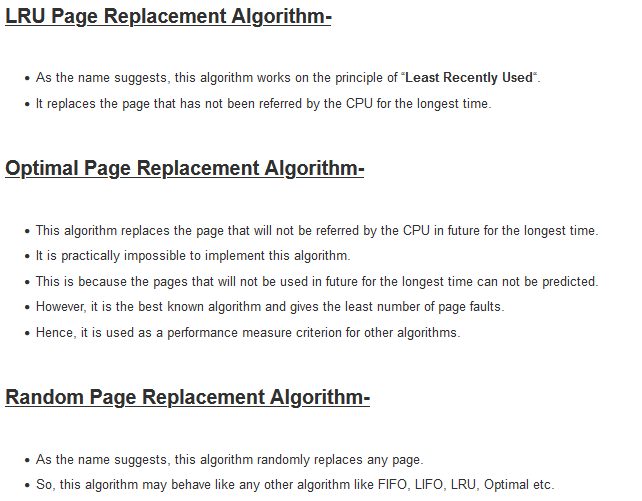 LRU Page Replacement Algorithm-
• As the name suggests, this algorithm works on the principle of “Least Recently Used“.
• It replaces the page that has not been referred by the CPU for the longest time.
Optimal Page Replacement Algorithm-
• This algorithm replaces the page that will not be referred by the CPU in future for the longest time.
• It is practically impossible to implement this algorithm.
• This is because the pages that will not be used in future for the longest time can not be predicted.
• However, it is the best known algorithm and gives the least number of page faults.
• Hence, it is used as a performance measure criterion for other algorithms.
Random Page Replacement Algorithm-
• As the name suggests, this algorithm randomly replaces any page.
• So, this algorithm may behave like any other algorithm like FIFO, LIFO, LRU, Optimal etc.